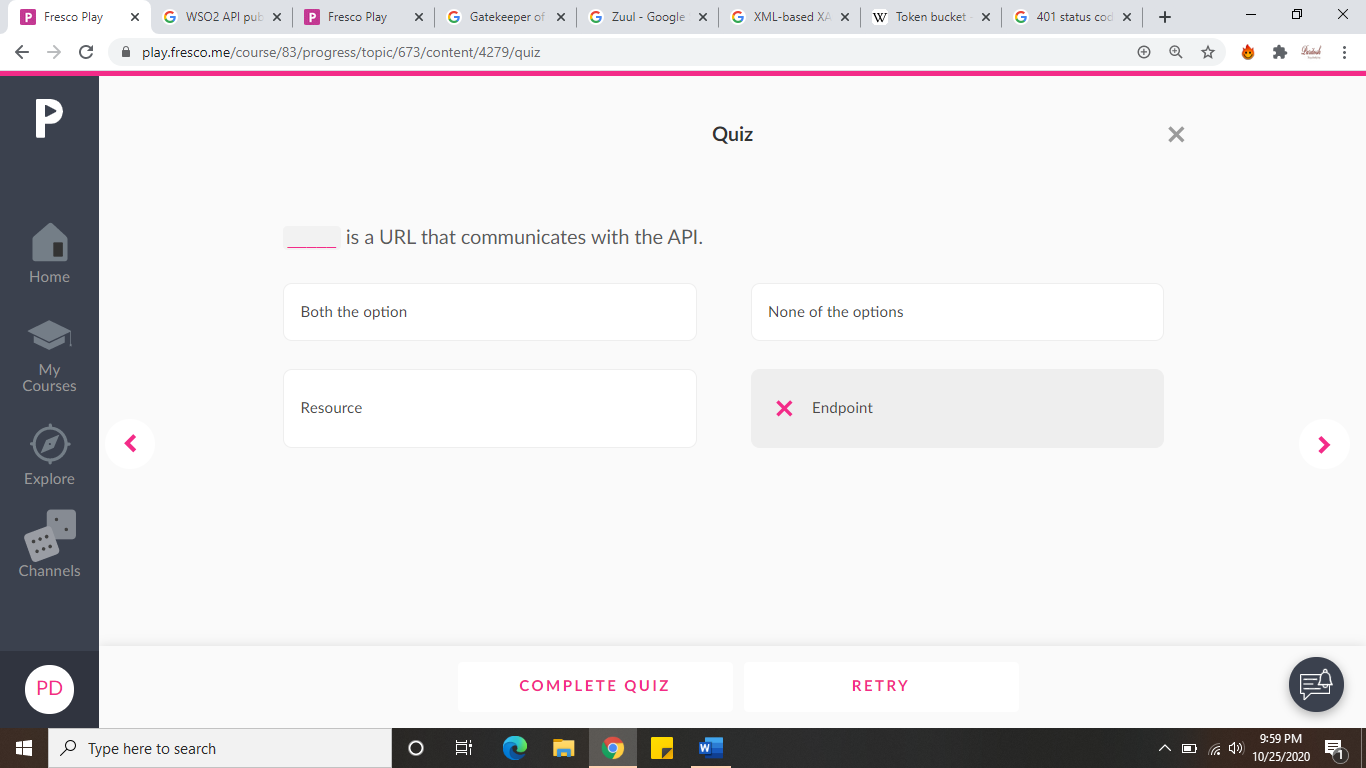 Fresco Play
WSO2 API pub
Fresco Play
Gatekeeper of
Zuul - Google
XML-based XA
W Token bucket -
401 status cod
play.fresco.me/course/83/progress/topic/673/content/4279/quiz
Quiz
_____ is a URL that communicates with the API.
Both the option
None of the options
Resource
Endpoint
Home
My
Courses
Explore
Channels
PD
COMPLETE QUIZ
RETRY
Type here to search
9:59 PM
10/25/2020
1